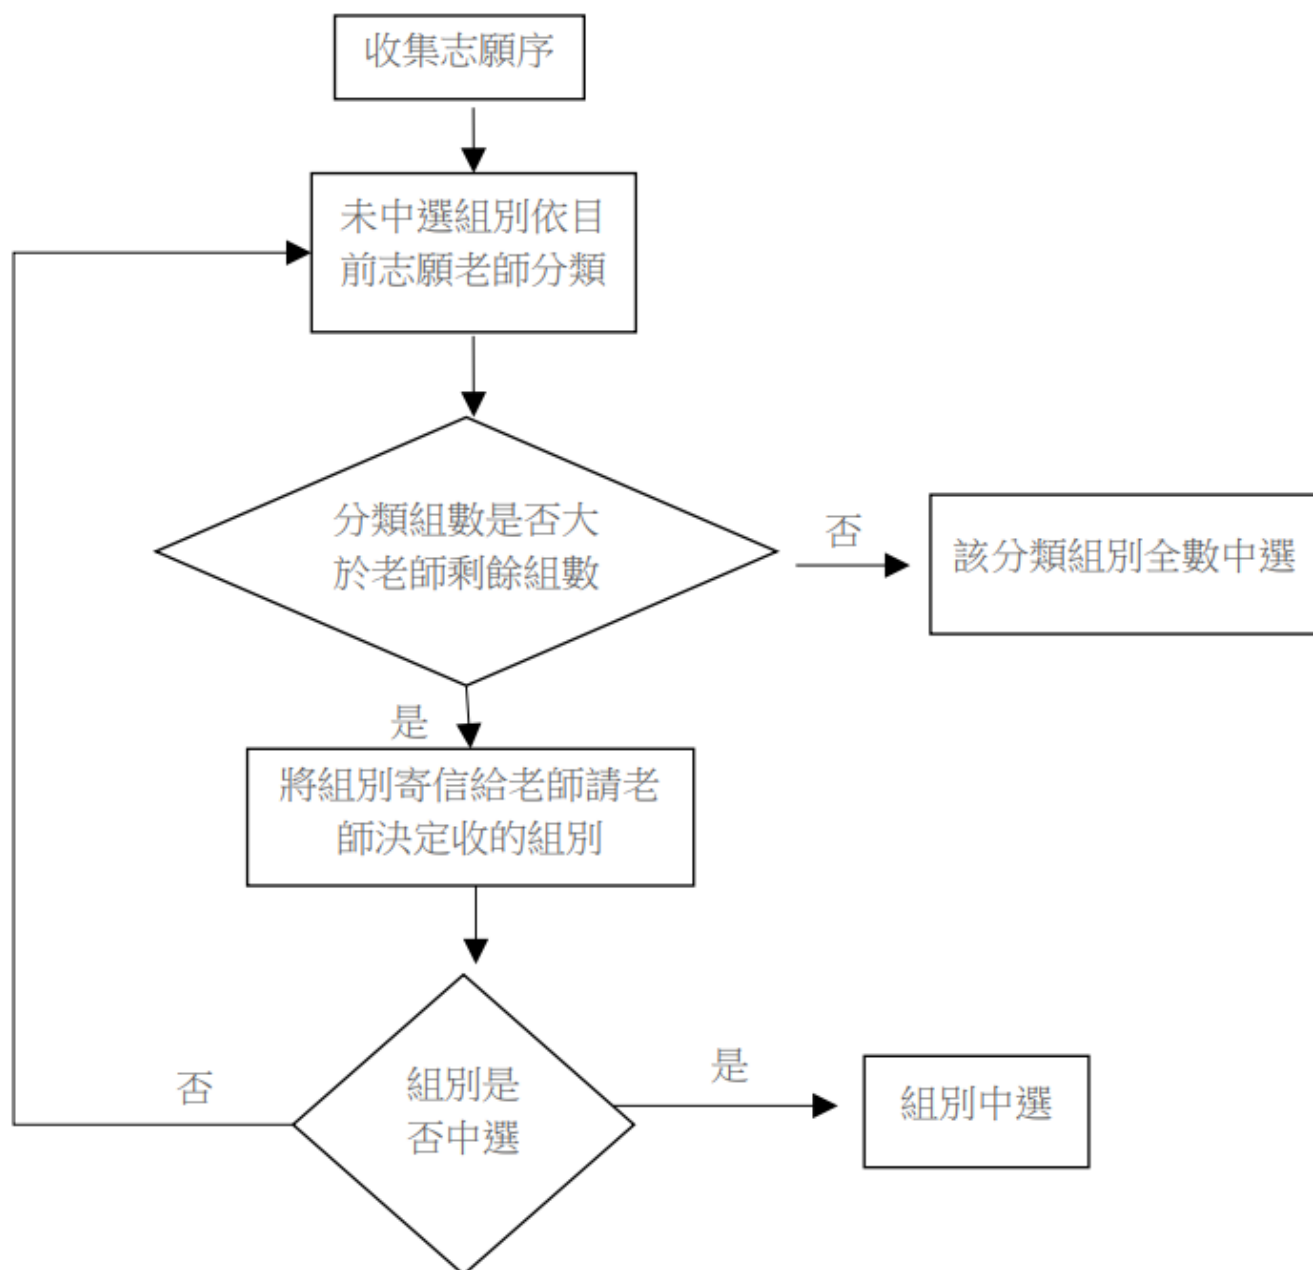 收集志願序
未中選組別依目
前志願老師分類
分類組數是否大
於老師剩餘組數
否
該分類組別全數中選
是
將組別寄信給老師請老
師決定收的組別
否
組別是
否中選
是
組別中選